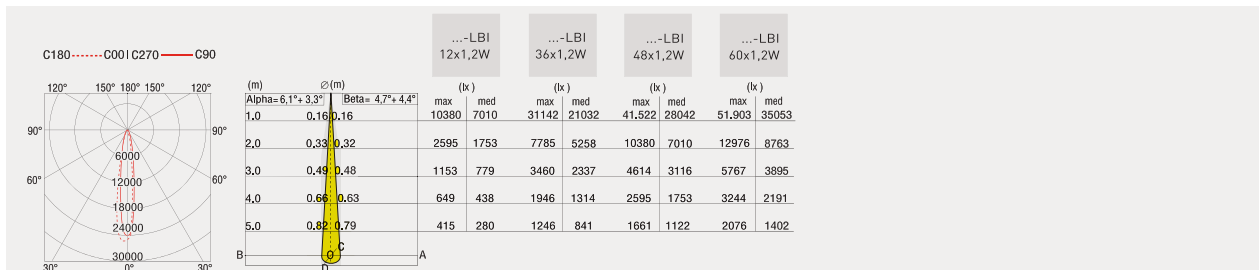 C180 ------- C00 | C270 —— C90
120° 150° 180° 150° 120°
90° 90°
60° 60°
6000
12000
18000
24000
30000
30° 0° 30°
(m) ∅(m)
Alpha= 6,1°+ 3,3° Beta= 4,7°+ 4,4°
1.0 0.16 0.16
2.0 0.33 0.32
3.0 0.49 0.48
4.0 0.66 0.63
5.0 0.82 0.79
B O C A
D
...-LBI ...-LBI ...-LBI ...-LBI
12x1,2W 36x1,2W 48x1,2W 60x1,2W
(lx ) (lx ) (lx ) (lx )
max med max med max med max med
10380 7010 31142 21032 41.522 28042 51.903 35053
2595 1753 7785 5258 10380 7010 12976 8763
1153 779 3460 2337 4614 3116 5767 3895
649 438 1946 1314 2595 1753 3244 2191
415 280 1246 841 1661 1122 2076 1402